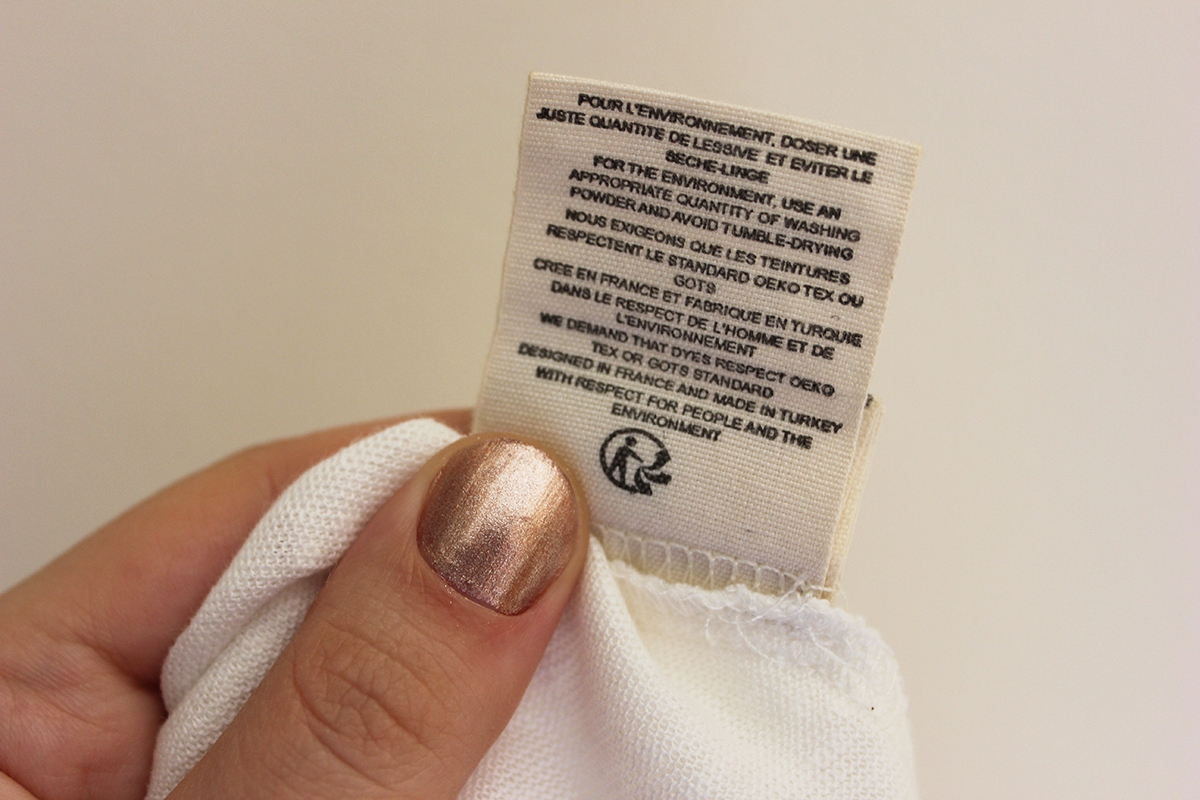 POUR L'ENVIRONNEMENT, DOSER UNE
JUSTE QUANTITE DE LESSIVE ET EVITER LE
SECHE-LINGE
FOR THE ENVIRONMENT, USE AN
APPROPRIATE QUANTITY OF WASHING
POWDER AND AVOID TUMBLE-DRYING
NOUS EXIGEONS QUE LES TEINTURES
RESPECTENT LE STANDARD OEKO TEX OU
GOTS
CREE EN FRANCE ET FABRIQUE EN TURQUIE
DANS LE RESPECT DE L'HOMME ET DE
L'ENVIRONNEMENT
WE DEMAND THAT DYES RESPECT OEKO
TEX OR GOTS STANDARD
DESIGNED IN FRANCE AND MADE IN TURKEY
WITH RESPECT FOR PEOPLE AND THE
ENVIRONMENT